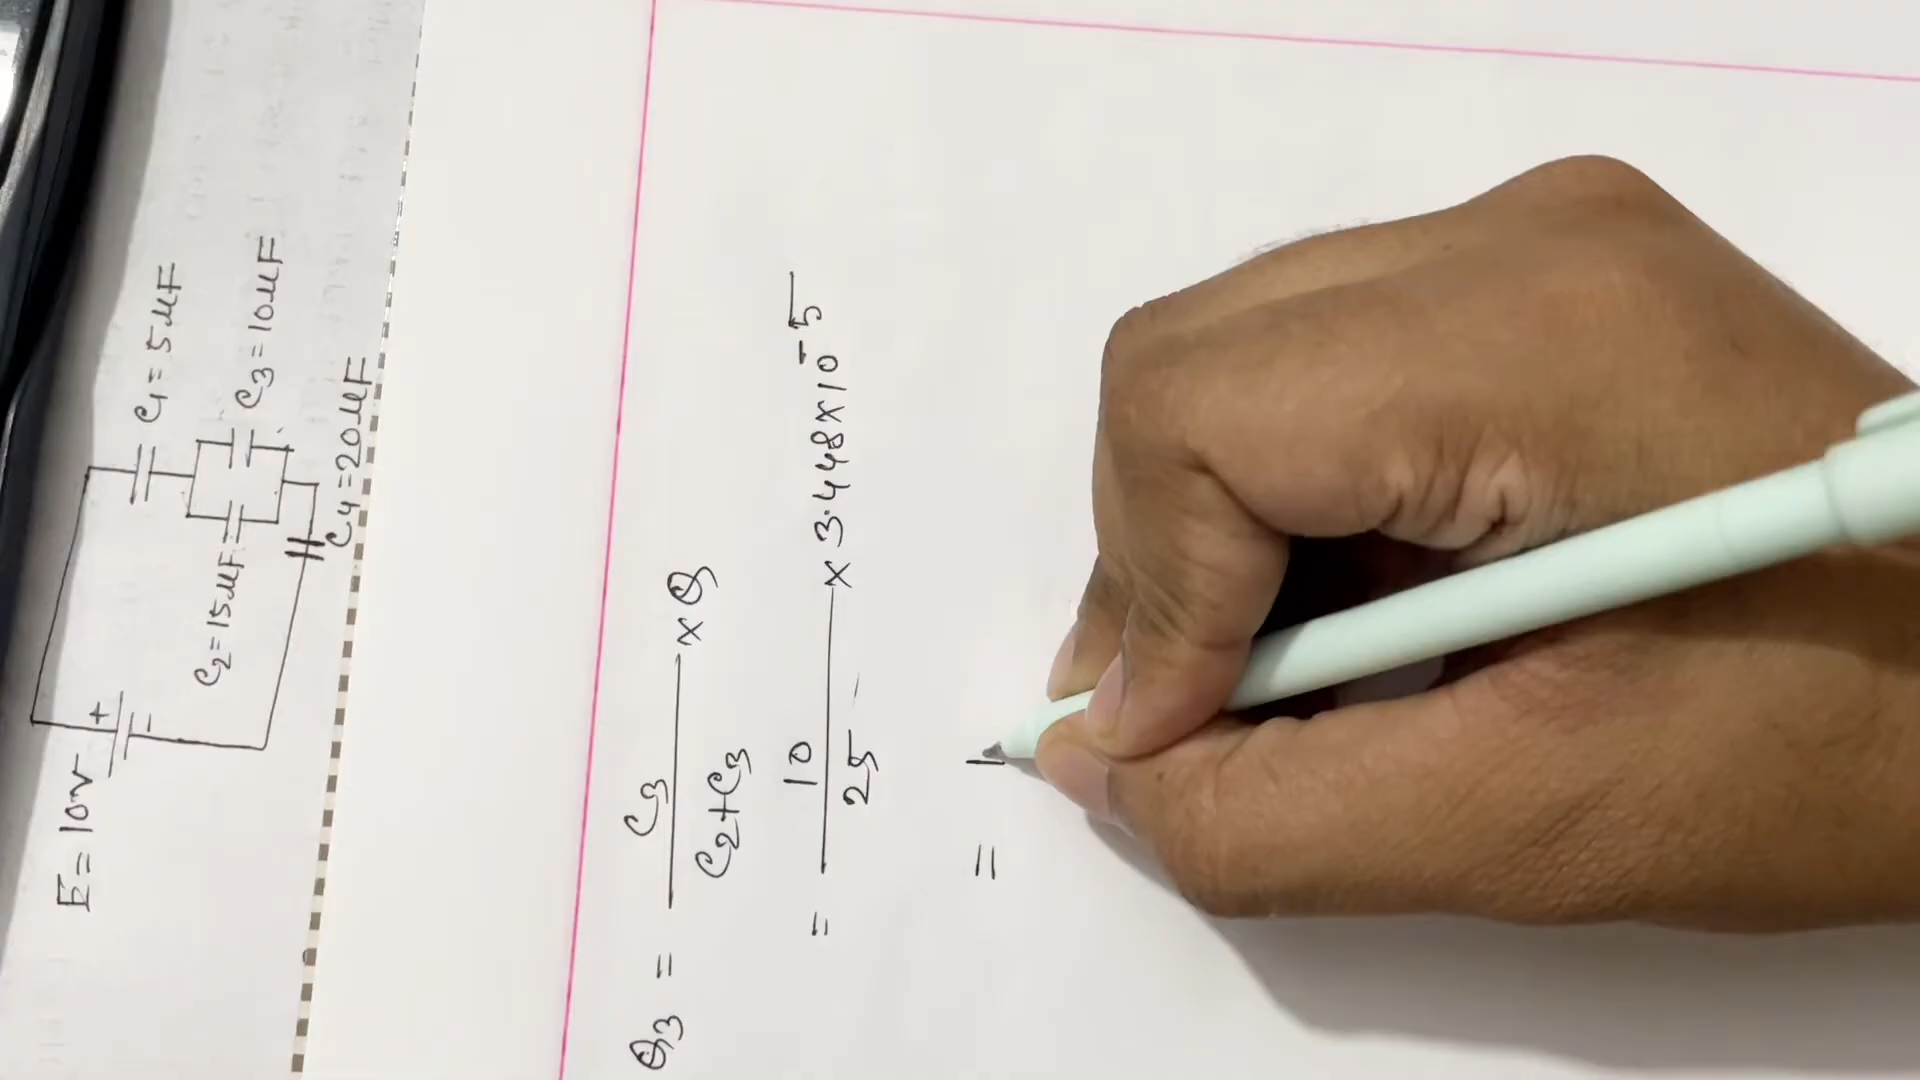 E = 10v
+
-
C1 = 5μF
C2 = 15μF
C3 = 10μF
C4 = 20μF
Q3 = C3 / C2+C3 × Q
= 10 / 25 × 3.448×10^-5
= 1